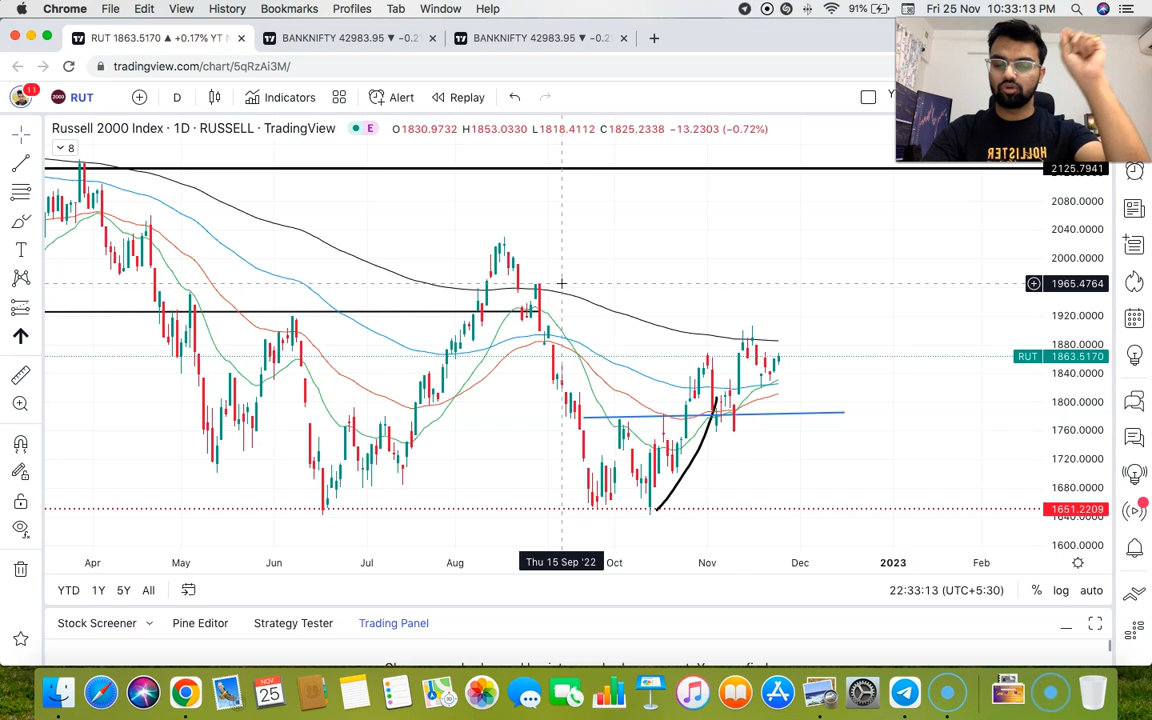 Chrome File Edit View History Bookmarks Profiles Tab Window Help 91% Fri 25 Nov 10:33:13 PM
RUT 1863.5170 ▲ +0.17% YT
BANKNIFTY 42983.95 ▼ −0.2
BANKNIFTY 42983.95 ▼ −0.2
tradingview.com/chart/5qRzAi3M/
11 2000 RUT D Indicators Alert Replay
Russell 2000 Index · 1D · RUSSELL · TradingView E O1830.9732 H1853.0330 L1818.4112 C1825.2338 −13.2303 (−0.72%)
8
HOLLISTER
2125.7941
2080.0000
2040.0000
2000.0000
1965.4764
1920.0000
1880.0000
RUT 1863.5170
1840.0000
1800.0000
1760.0000
1720.0000
1680.0000
1651.2209
1640.0000
1600.0000
Apr May Jun Jul Aug Thu 15 Sep '22 Oct Nov Dec 2023 Feb
YTD 1Y 5Y All 22:33:13 (UTC+5:30) % log auto
Stock Screener Pine Editor Strategy Tester Trading Panel
NOV
25